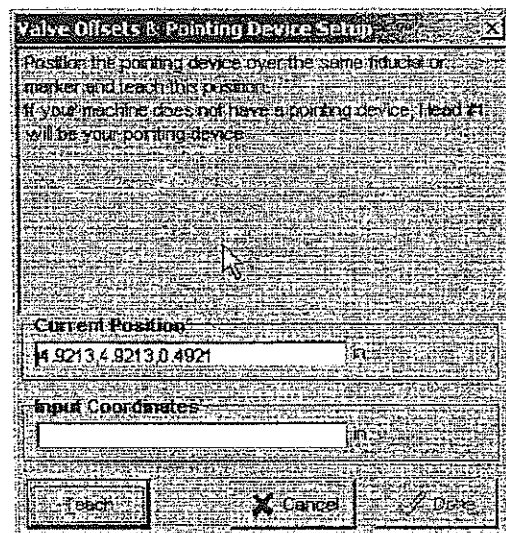 Valve Offsets & Pointing Device Setup
Position the pointing device over the same fiducial or
marker and teach this position.
If your machine does not have a pointing device, Head #1
will be your pointing device.
Current Position
4.9213,4.9213,0.4921 in
Input Coordinates
in
Teach Cancel Done